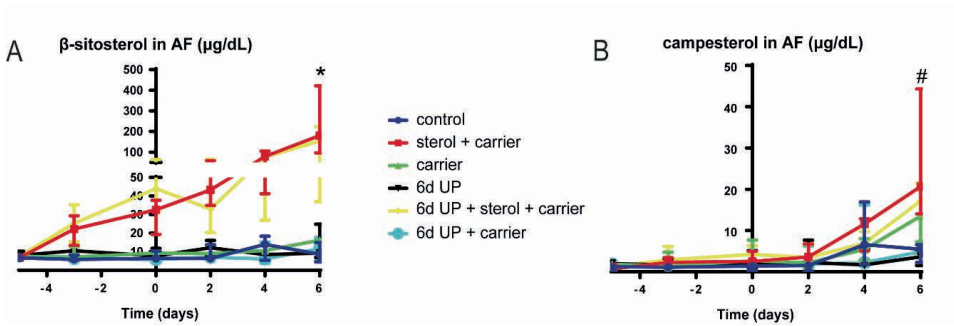 A
β-sitosterol in AF (µg/dL)
500
400
300
200
100
50
30
20
10
-4
-2
0
2
4
6
Time (days)
*
control
sterol + carrier
carrier
6d UP
6d UP + sterol + carrier
6d UP + carrier
B
campesterol in AF (µg/dL)
50
40
30
20
10
-4
-2
0
2
4
6
Time (days)
#